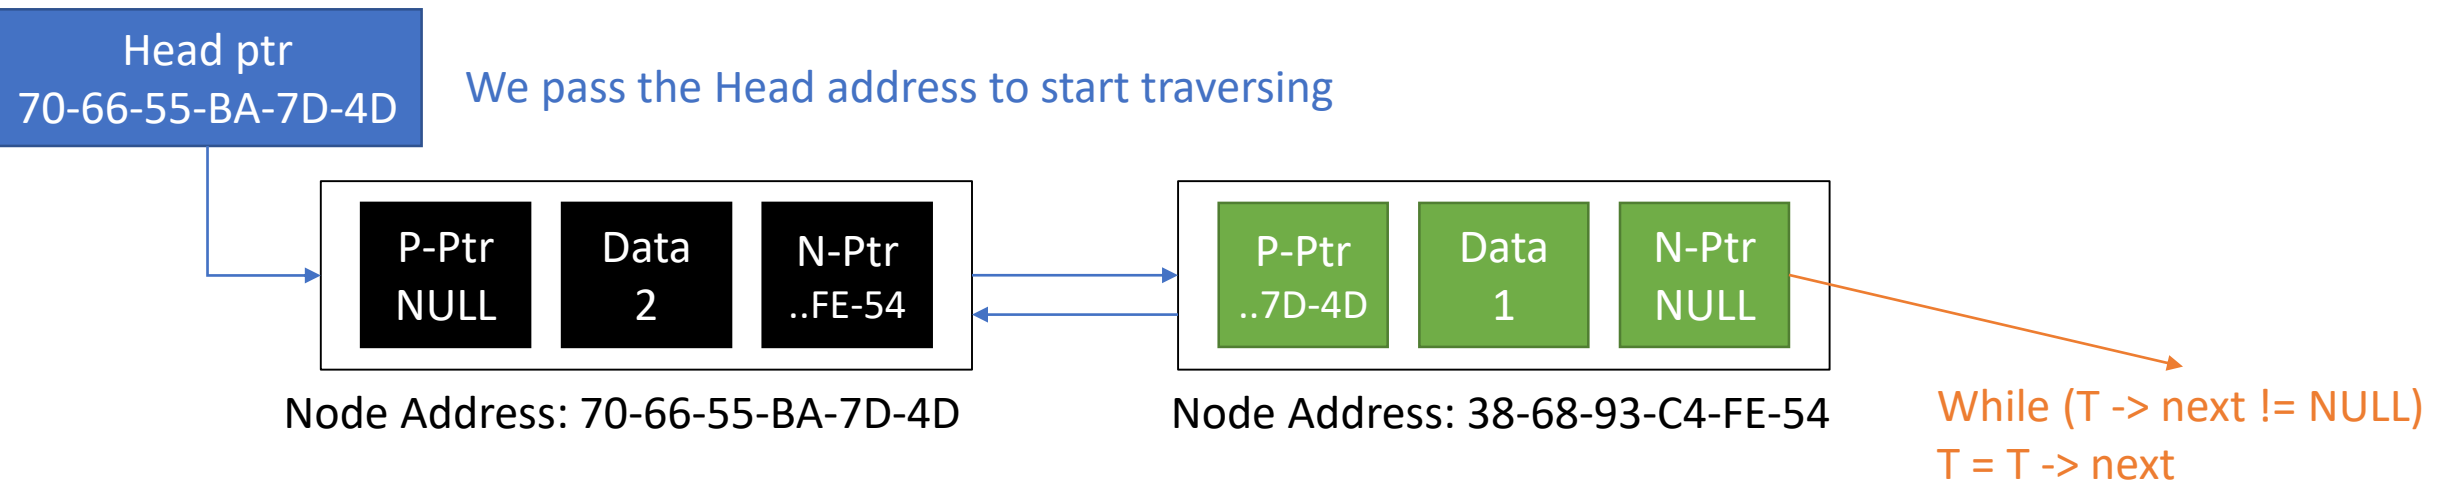 Head ptr
70-66-55-BA-7D-4D
We pass the Head address to start traversing
P-Ptr
NULL
Data
2
N-Ptr
..FE-54
P-Ptr
..7D-4D
Data
1
N-Ptr
NULL
Node Address: 70-66-55-BA-7D-4D
Node Address: 38-68-93-C4-FE-54
While (T -> next != NULL)
T = T -> next